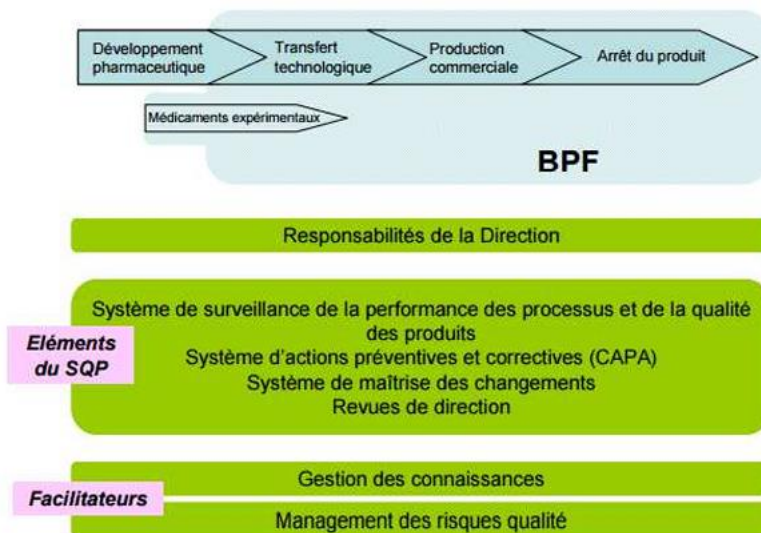 Développement
pharmaceutique
Transfert
technologique
Production
commerciale
Arrêt du produit
Médicaments expérimentaux
BPF
Responsabilités de la Direction
Système de surveillance de la performance des processus et de la qualité
des produits
Système d'actions préventives et correctives (CAPA)
Système de maîtrise des changements
Revues de direction
Eléments
du SQP
Gestion des connaissances
Facilitateurs
Management des risques qualité